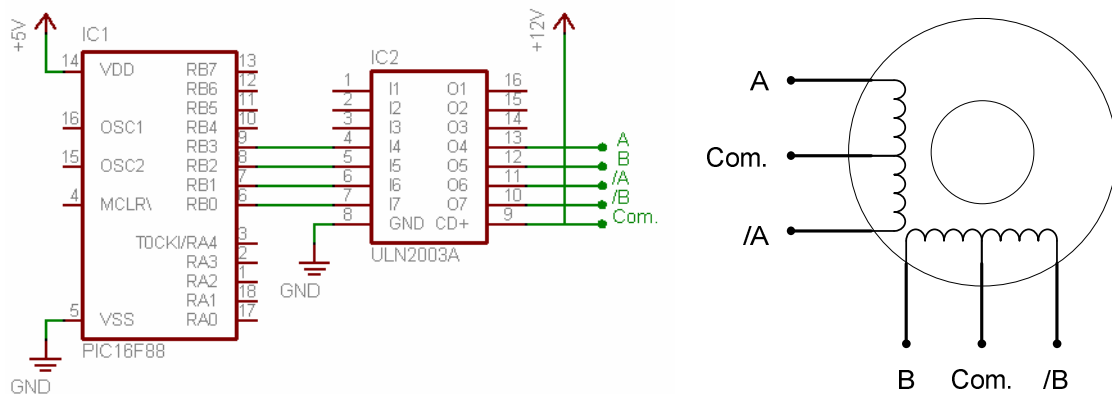 +5V
IC1
14 VDD RB7 13
RB6 12
RB5 11
16 OSC1 RB4 10
RB3 9
15 OSC2 RB2 8
RB1 7
4 MCLR\ RB0 6
T0CKI/RA4 3
RA3 2
RA2 1
RA1 18
5 VSS RA0 17
PIC16F88
GND
+12V
IC2
1 I1 O1 16
2 I2 O2 15
3 I3 O3 14
4 I4 O4 13 A
5 I5 O5 12 B
6 I6 O6 11 /A
7 I7 O7 10 /B
8 GND CD+ 9 Com.
ULN2003A
GND
A
Com.
/A
B Com. /B